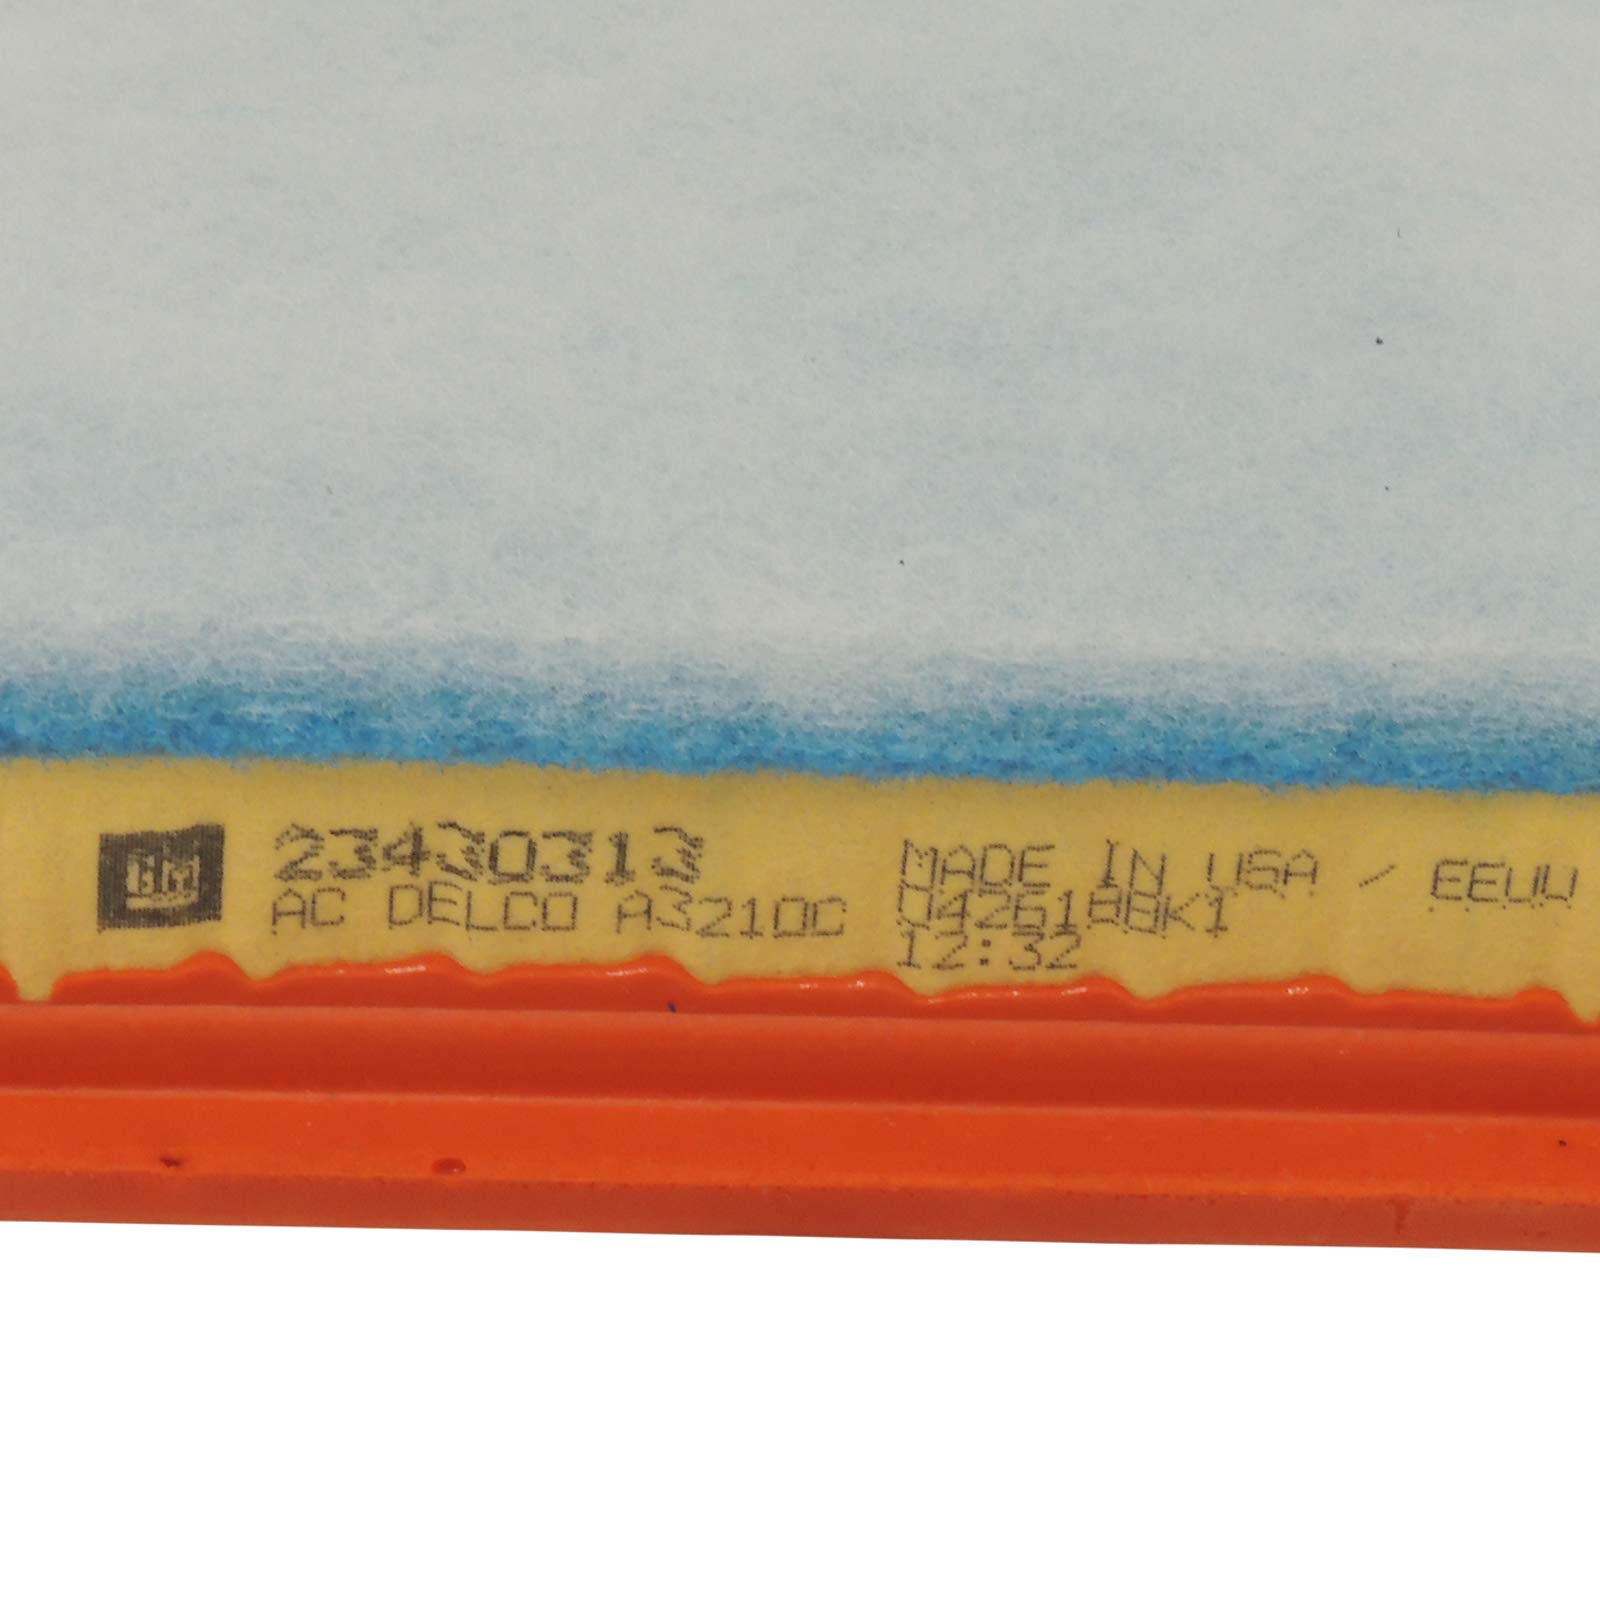 GM
23430313
AC DELCO A3210C
MADE IN USA / EEUU
042618BK1
12:32